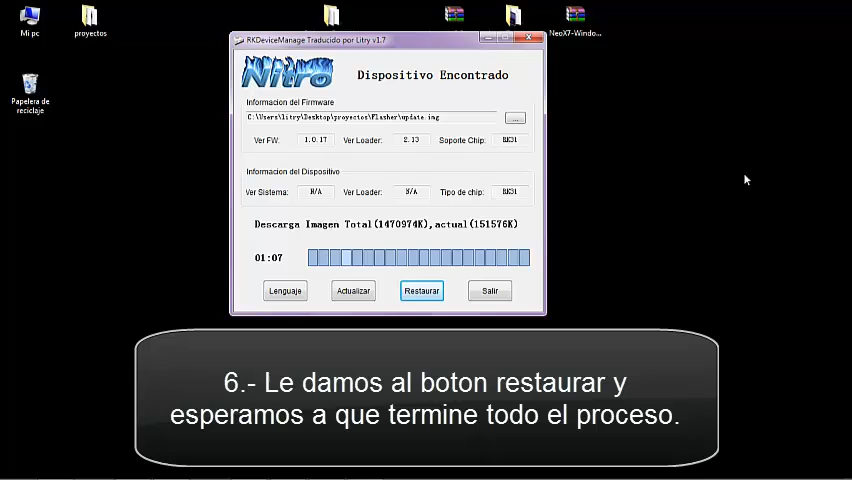 Mi pc
proyectos
NeoX7-Windo...
Papelera de
reciclaje
RKDeviceManage Traducido por Litry v1.7
Nitro
Dispositivo Encontrado
Informacion del Firmware
C:\Users\litry\Desktop\proyectos\Flasher\update.img
...
Ver FW: 1.0.17 Ver Loader: 2.13 Soporte Chip: RK31
Informacion del Dispositivo
Ver Sistema: N/A Ver Loader: N/A Tipo de chip: RK31
Descarga Imagen Total(1470974K),actual(151576K)
01:07
Lenguaje Actualizar Restaurar Salir
6.- Le damos al boton restaurar y
esperamos a que termine todo el proceso.